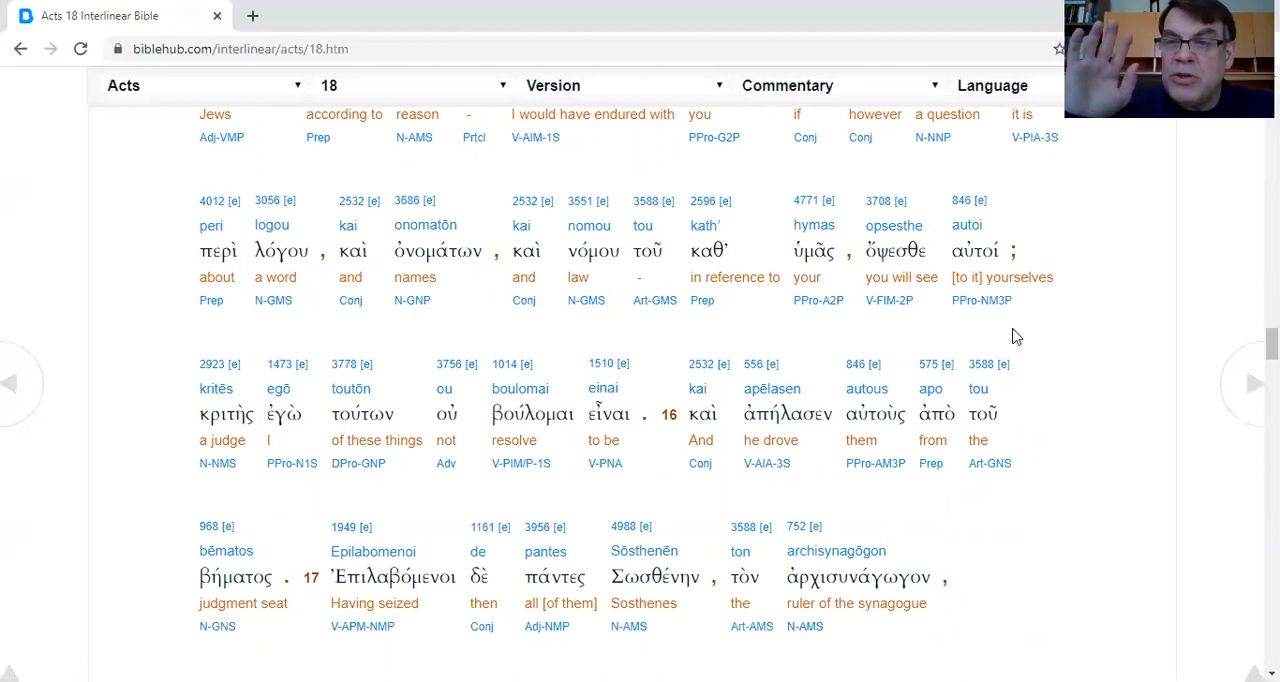 Acts 18 Interlinear Bible
biblehub.com/interlinear/acts/18.htm
Acts 18 Version Commentary Language
Jews according to reason - I would have endured with you if however a question it is
Adj-VMP Prep N-AMS Prtcl V-AIM-1S PPro-G2P Conj Conj N-NNP V-PIA-3S
4012 [e] 3056 [e] 2532 [e] 3686 [e] 2532 [e] 3551 [e] 3588 [e] 2596 [e] 4771 [e] 3708 [e] 846 [e]
peri logou kai onomatōn kai nomou tou kath’ hymas opsesthe autoi
περὶ λόγου , καὶ ὀνομάτων , καὶ νόμου τοῦ καθ’ ὑμᾶς , ὄψεσθε αὐτοί ;
about a word and names and law - in reference to your you will see [to it] yourselves
Prep N-GMS Conj N-GNP Conj N-GMS Art-GMS Prep PPro-A2P V-FIM-2P PPro-NM3P
2923 [e] 1473 [e] 3778 [e] 3756 [e] 1014 [e] 1510 [e] 2532 [e] 556 [e] 846 [e] 575 [e] 3588 [e]
kritēs egō toutōn ou boulomai einai kai apēlasen autous apo tou
κριτὴς ἐγὼ τούτων οὐ βούλομαι εἶναι . 16 καὶ ἀπήλασεν αὐτοὺς ἀπὸ τοῦ
a judge I of these things not resolve to be And he drove them from the
N-NMS PPro-N1S DPro-GNP Adv V-PIM/P-1S V-PNA Conj V-AIA-3S PPro-AM3P Prep Art-GNS
968 [e] 1949 [e] 1161 [e] 3956 [e] 4988 [e] 3588 [e] 752 [e]
bēmatos Epilabomenoi de pantes Sōsthenēn ton archisynagōgon
βήματος . 17 Ἐπιλαβόμενοι δὲ πάντες Σωσθένην , τὸν ἀρχισυνάγωγον ,
judgment seat Having seized then all [of them] Sosthenes the ruler of the synagogue
N-GNS V-APM-NMP Conj Adj-NMP N-AMS Art-AMS N-AMS